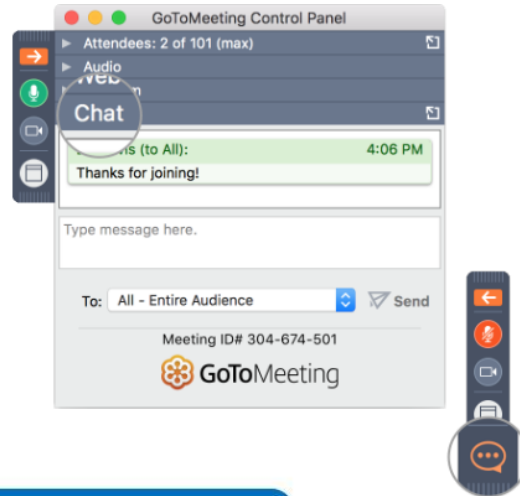 GoToMeeting Control Panel
Attendees: 2 of 101 (max)
Audio
Web
Chat
(to All): 4:06 PM
Thanks for joining!
Type message here.
To: All - Entire Audience Send
Meeting ID# 304-674-501
GoToMeeting